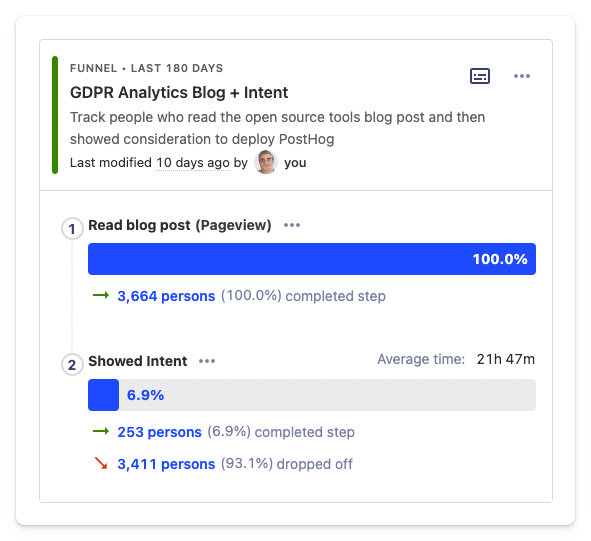 FUNNEL • LAST 180 DAYS
GDPR Analytics Blog + Intent
Track people who read the open source tools blog post and then
showed consideration to deploy PostHog
Last modified 10 days ago by you
1 Read blog post (Pageview)
100.0%
3,664 persons (100.0%) completed step
2 Showed Intent Average time: 21h 47m
6.9%
253 persons (6.9%) completed step
3,411 persons (93.1%) dropped off